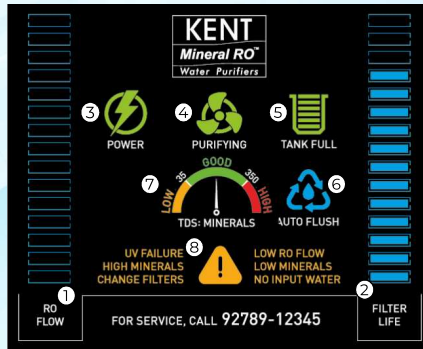 KENT
Mineral RO™
Water Purifiers
3
POWER
4
PURIFYING
5
TANK FULL
7
LOW
35
GOOD
350
HIGH
TDS: MINERALS
6
AUTO FLUSH
8
UV FAILURE
HIGH MINERALS
CHANGE FILTERS
LOW RO FLOW
LOW MINERALS
NO INPUT WATER
1
RO
FLOW
FOR SERVICE, CALL 92789-12345
2
FILTER
LIFE